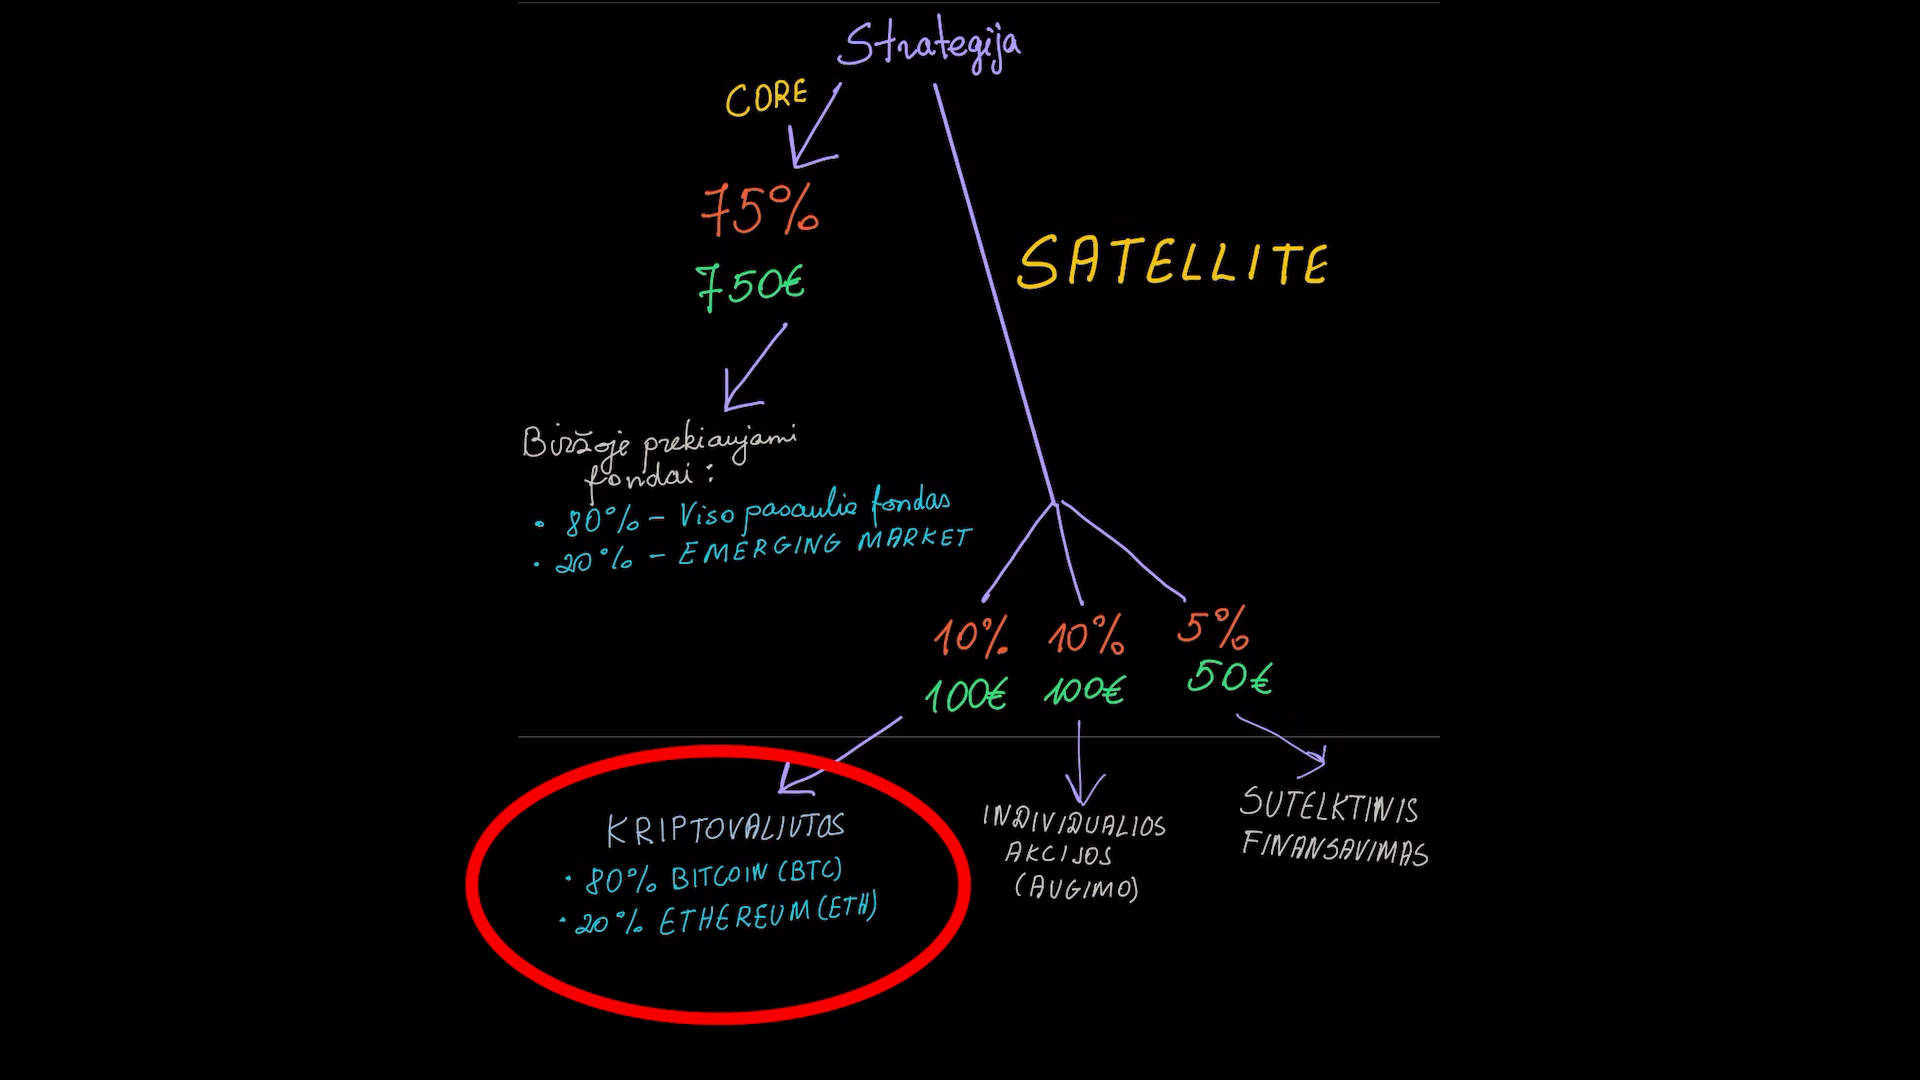 Strategija
CORE
75%
750€
SATELLITE
Biržoje prekiaujami
fondai:
• 80% - Viso pasaulio fondas
• 20% - EMERGING MARKET
10% 10% 5%
100€ 100€ 50€
KRIPTOVALIUTOS
• 80% BITCOIN (BTC)
• 20% ETHEREUM (ETH)
INDIVIDUALIOS
AKCIJOS
(AUGIMO)
SUTELKTINIS
FINANSAVIMAS